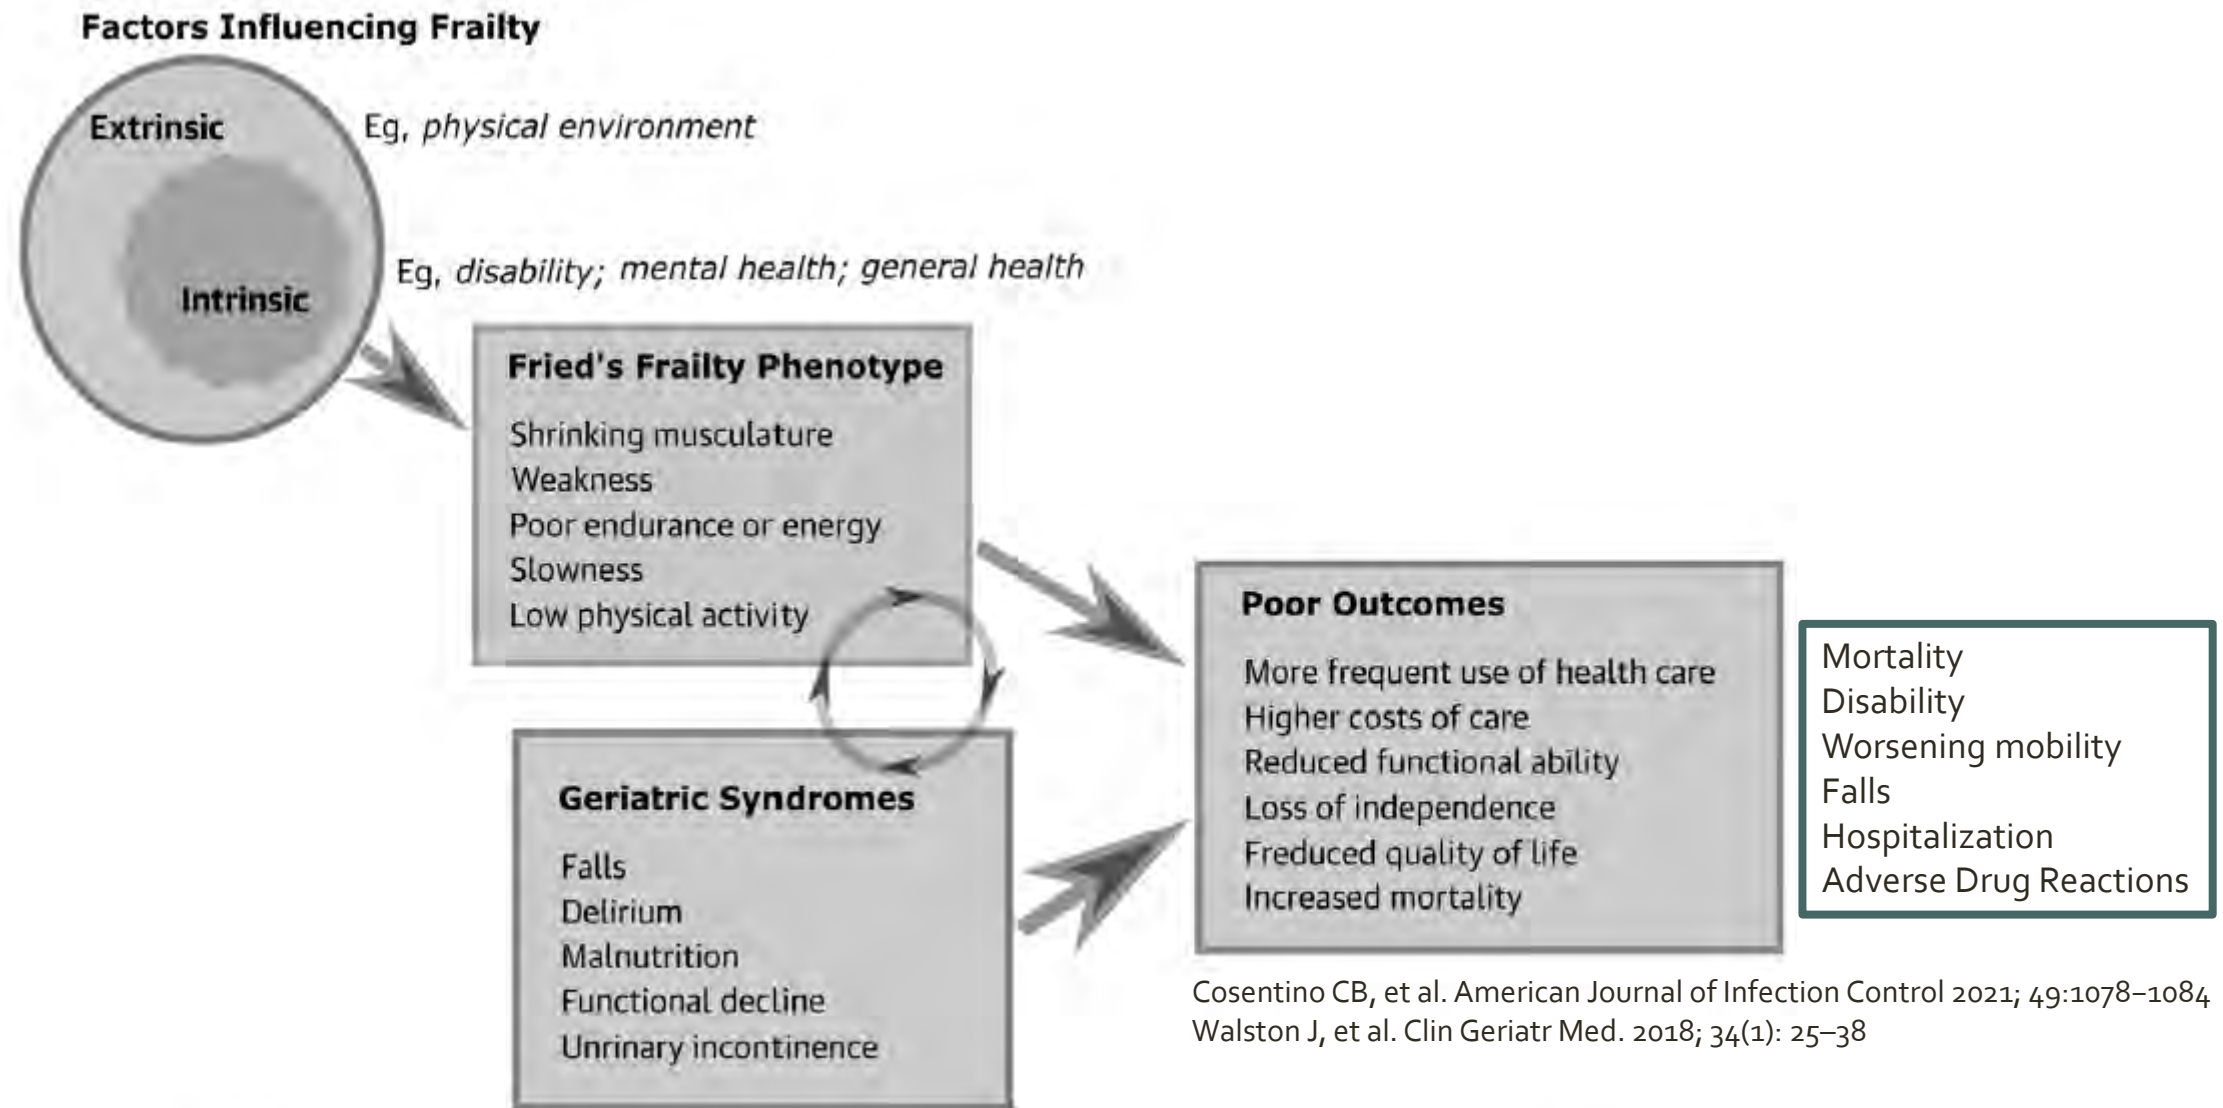 Factors Influencing Frailty
Extrinsic
Eg, physical environment
Intrinsic
Eg, disability; mental health; general health
Fried's Frailty Phenotype
Shrinking musculature
Weakness
Poor endurance or energy
Slowness
Low physical activity
Geriatric Syndromes
Falls
Delirium
Malnutrition
Functional decline
Unrinary incontinence
Poor Outcomes
More frequent use of health care
Higher costs of care
Reduced functional ability
Loss of independence
Freduced quality of life
Increased mortality
Mortality
Disability
Worsening mobility
Falls
Hospitalization
Adverse Drug Reactions
Cosentino CB, et al. American Journal of Infection Control 2021; 49:1078–1084
Walston J, et al. Clin Geriatr Med. 2018; 34(1): 25–38